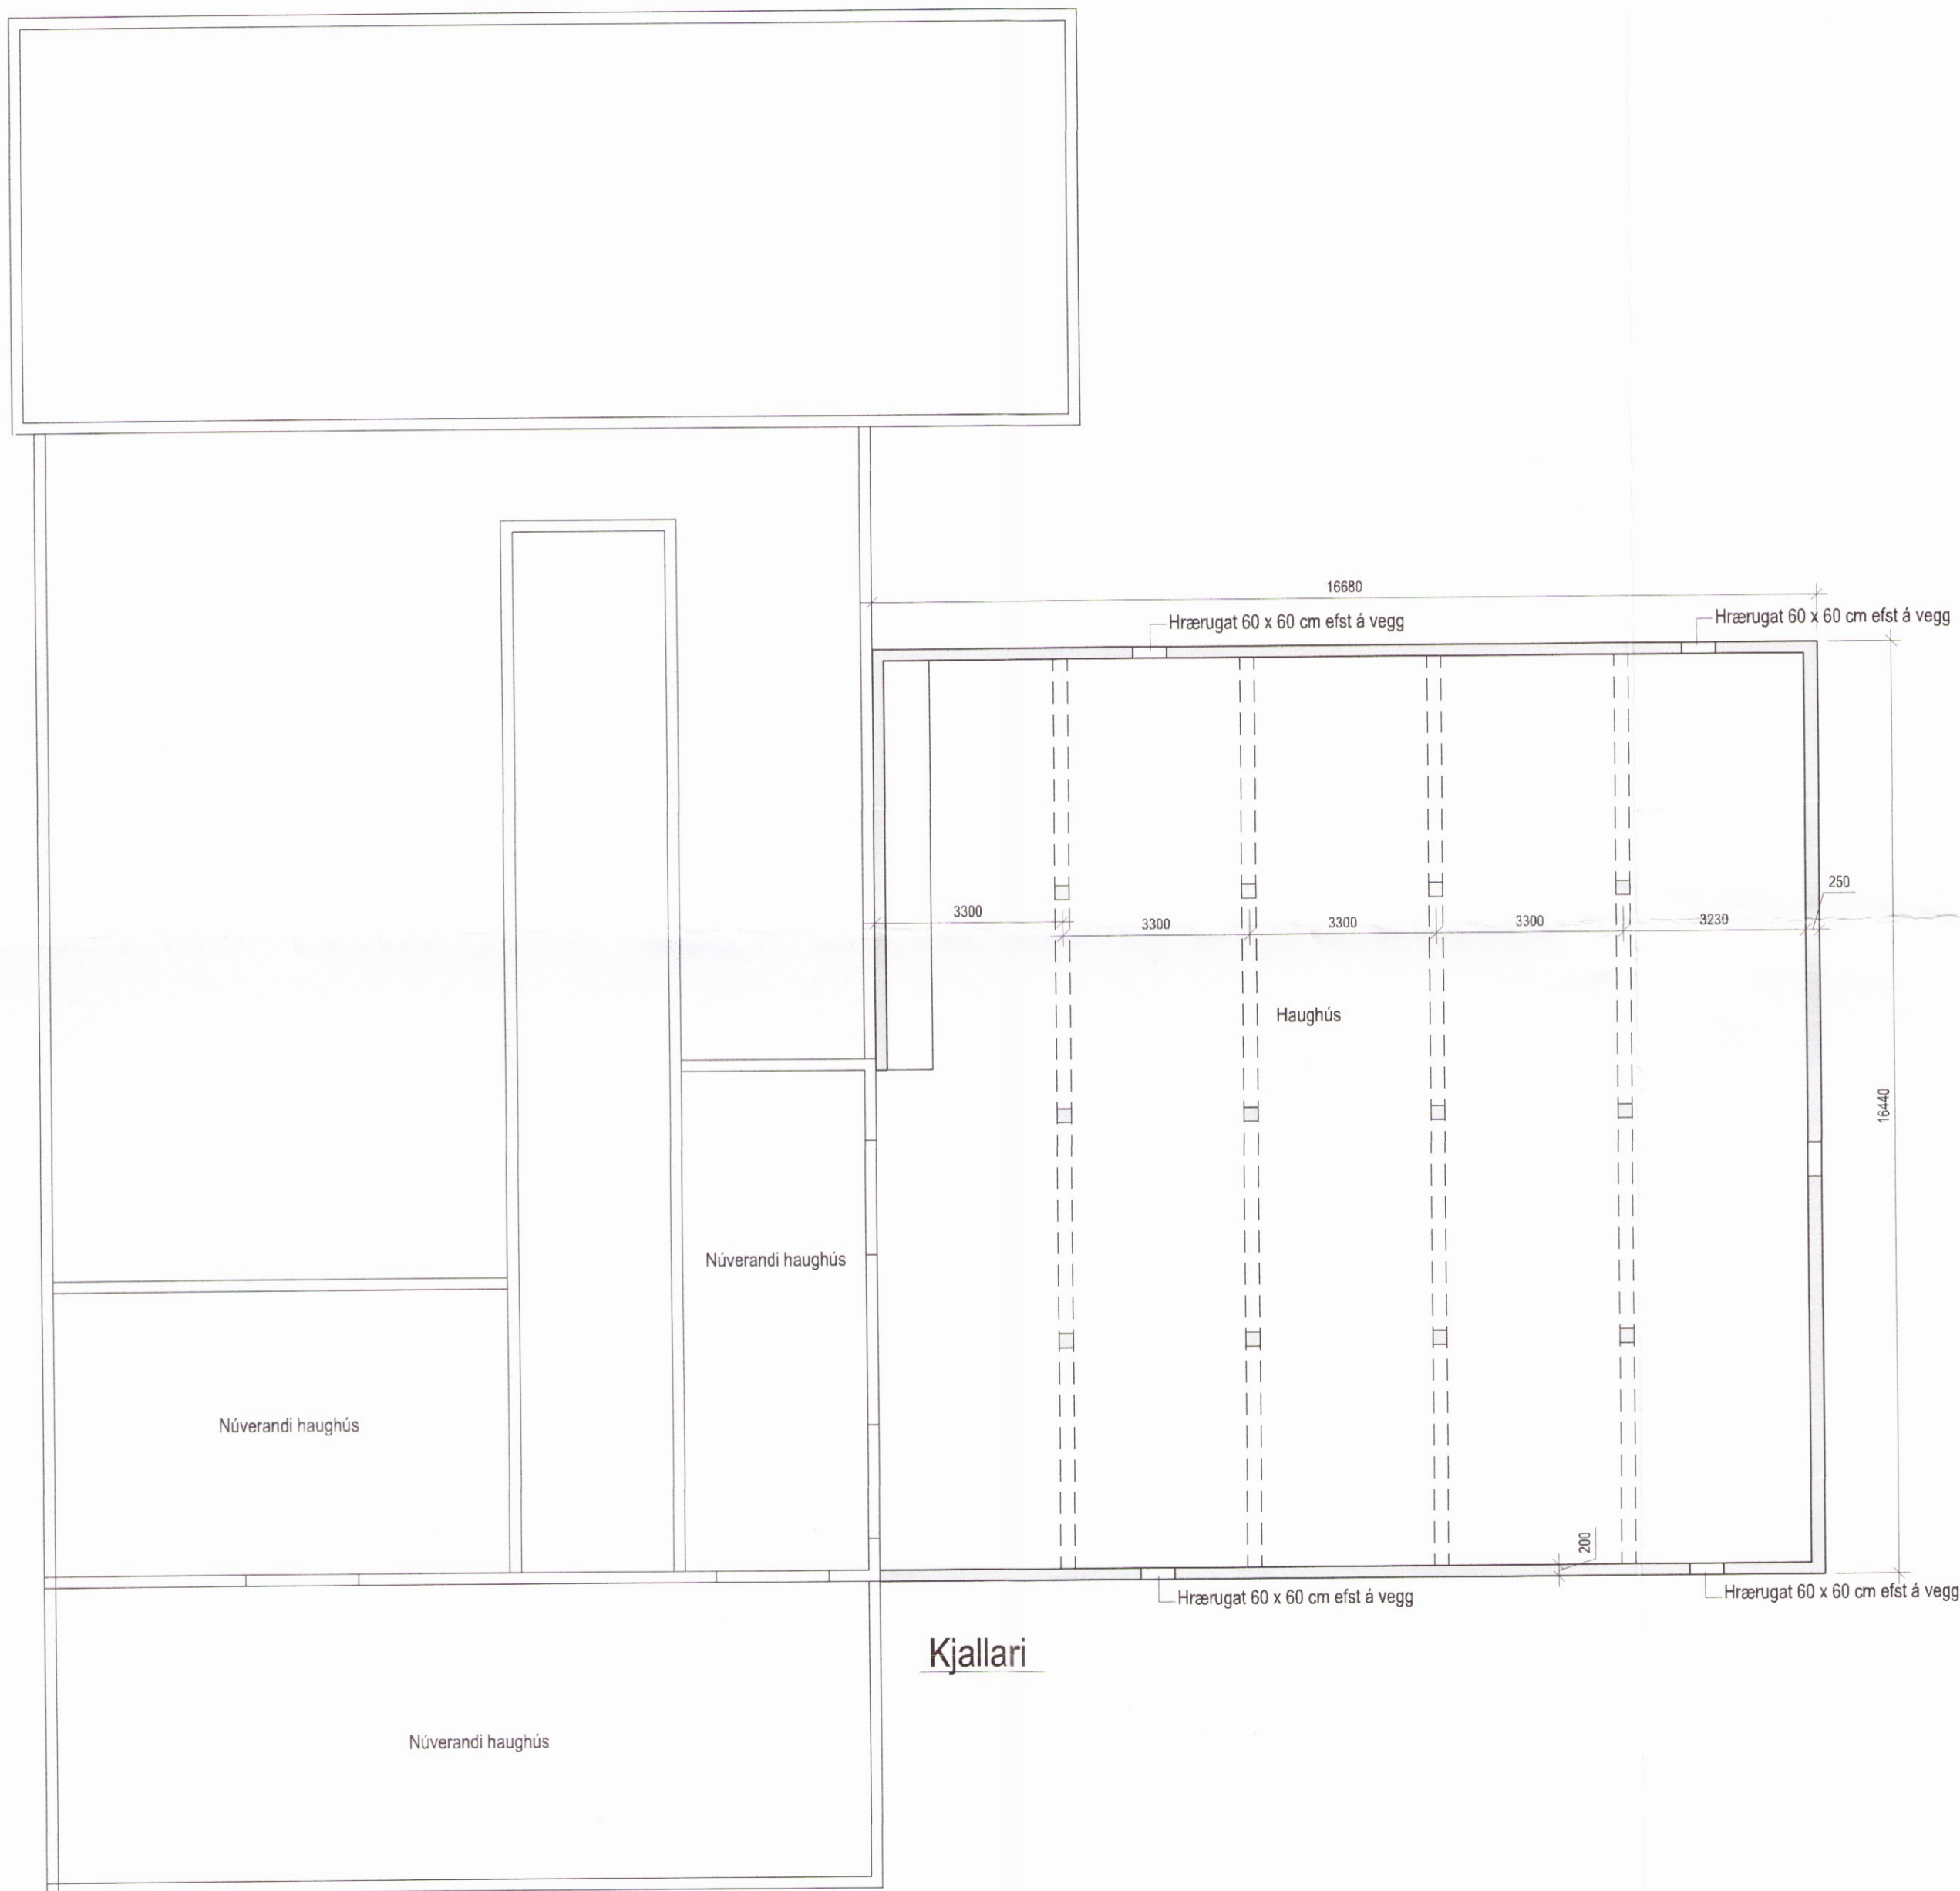 16680
Hrærugat 60 x 60 cm efst á vegg
Hrærugat 60 x 60 cm efst á vegg
250
3300
3300
3300
3300
3230
Haughús
16440
Núverandi haughús
Núverandi haughús
200
Hrærugat 60 x 60 cm efst á vegg
Hrærugat 60 x 60 cm efst á vegg
Kjallari
Núverandi haughús